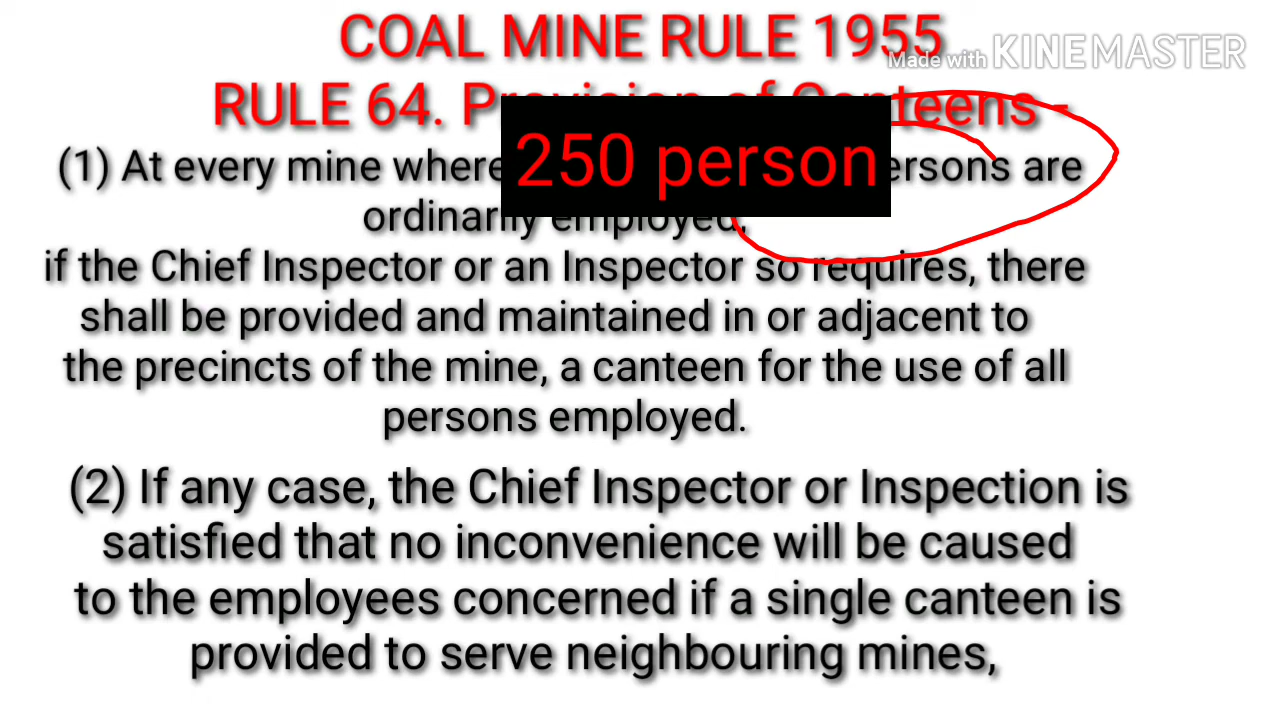 COAL MINE RULE 1955
Made with KINEMASTER
RULE 64. Provision of Canteens -
250 person
(1) At every mine where persons are
ordinarily employed,
if the Chief Inspector or an Inspector so requires, there
shall be provided and maintained in or adjacent to
the precincts of the mine, a canteen for the use of all
persons employed.
(2) If any case, the Chief Inspector or Inspection is
satisfied that no inconvenience will be caused
to the employees concerned if a single canteen is
provided to serve neighbouring mines,